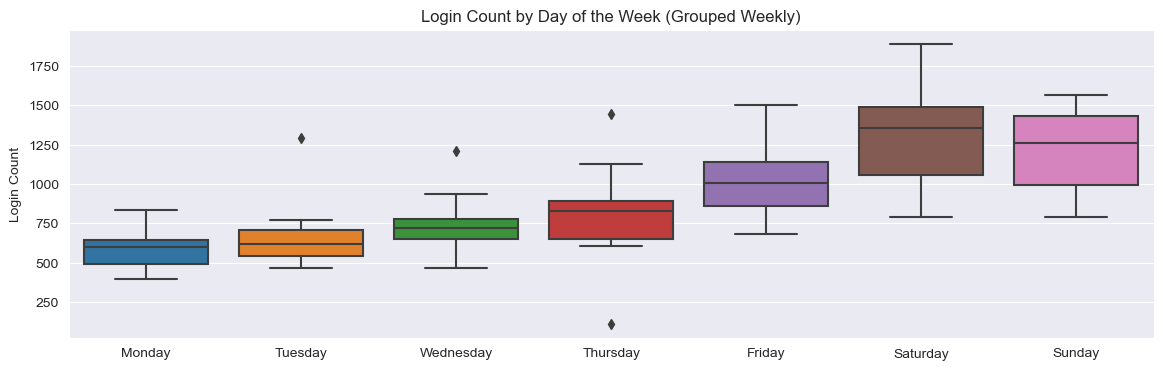 Login Count by Day of the Week (Grouped Weekly)
Login Count
1750
1500
1250
1000
750
500
250
Monday Tuesday Wednesday Thursday Friday Saturday Sunday